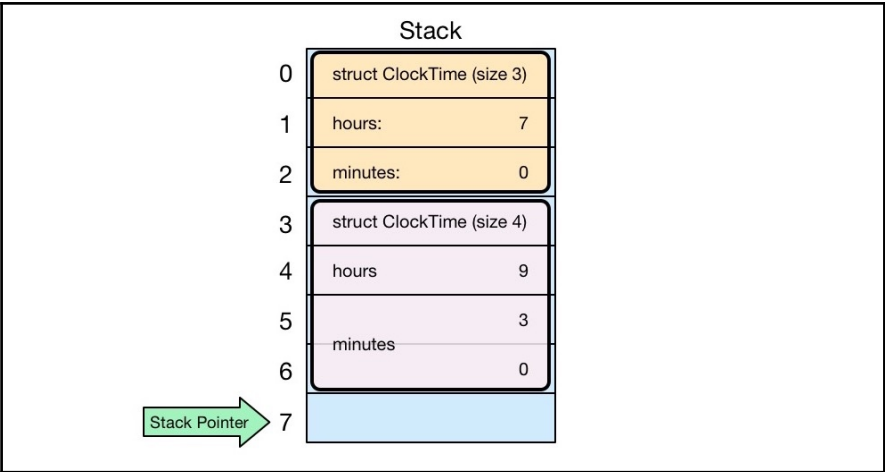 Stack
0 struct ClockTime (size 3)
1 hours: 7
2 minutes: 0
3 struct ClockTime (size 4)
4 hours 9
5 3
minutes
6 0
Stack Pointer 7